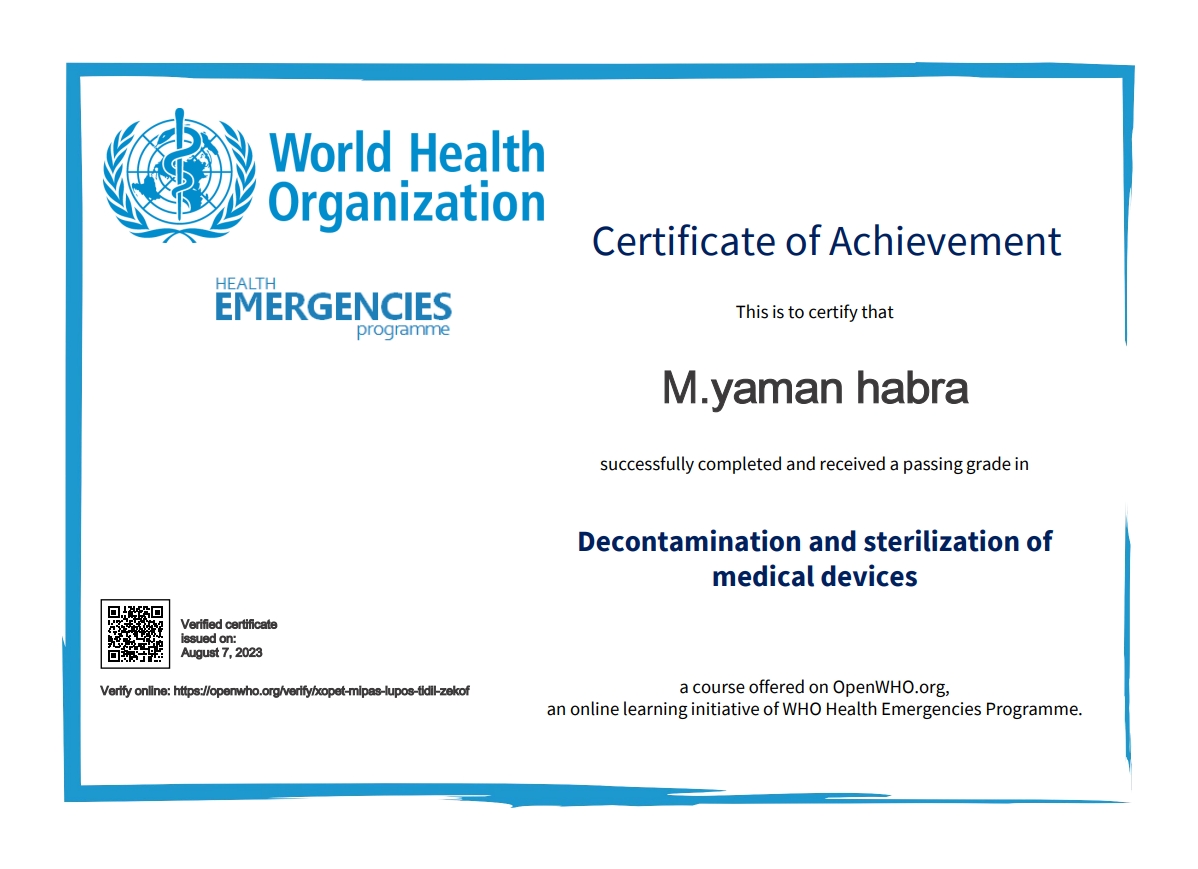 World Health
Organization
HEALTH
EMERGENCIES
programme
Certificate of Achievement
This is to certify that
M.yaman habra
successfully completed and received a passing grade in
Decontamination and sterilization of
medical devices
Verified certificate
issued on:
August 7, 2023
Verify online: https://openwho.org/verify/xopet-mipas-lupos-tidil-zekof
a course offered on OpenWHO.org,
an online learning initiative of WHO Health Emergencies Programme.